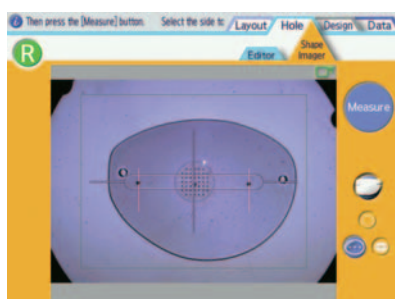 Then press the [Measure] button. Select the side to
Layout Hole Design Data
Editor Shape Imager
R
Measure